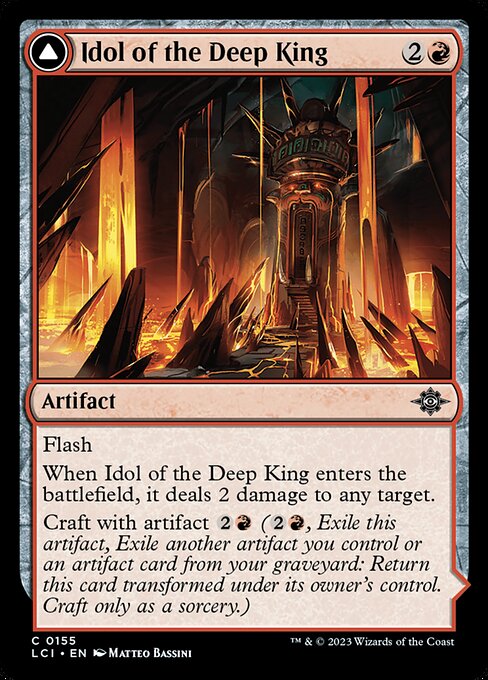 Idol of the Deep King 2
Artifact
Flash
When Idol of the Deep King enters the
battlefield, it deals 2 damage to any target.
Craft with artifact 2 (2, Exile this
artifact, Exile another artifact you control or
an artifact card from your graveyard: Return
this card transformed under its owner's control.
Craft only as a sorcery.)
C 0155
LCI • EN Matteo Bassini
™ & © 2023 Wizards of the Coast